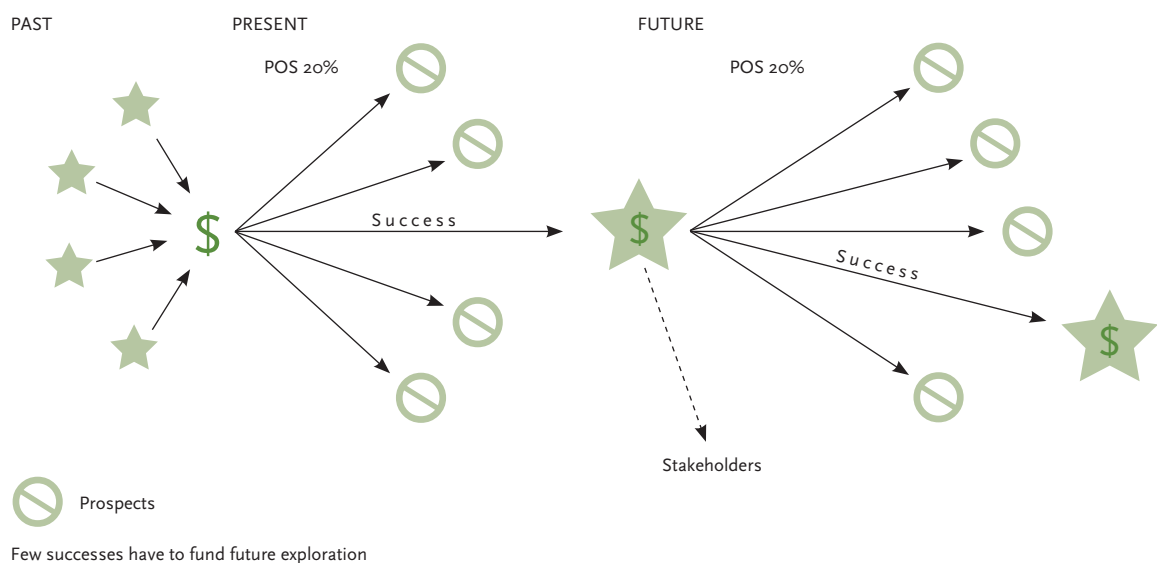 PAST
PRESENT
FUTURE
POS 20%
POS 20%
$
Success
$
Success
$
Stakeholders
Prospects
Few successes have to fund future exploration